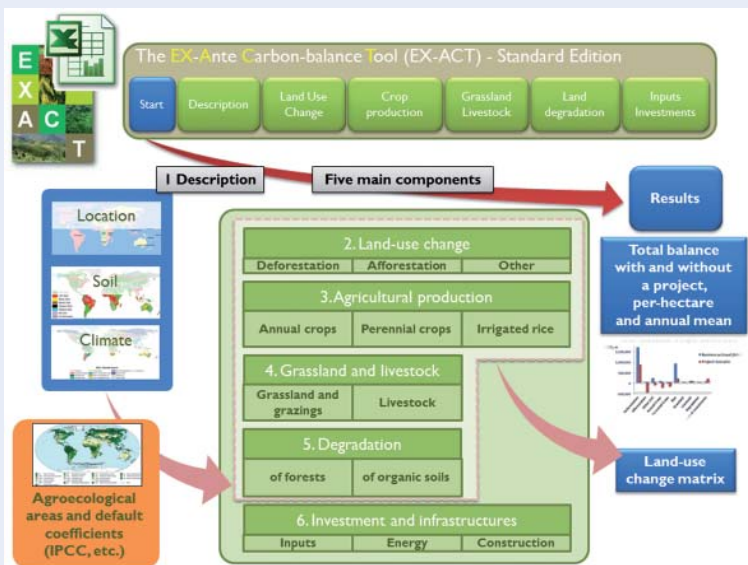 E
X
A C
T
X
The EX-Ante Carbon-balance Tool (EX-ACT) - Standard Edition
Start
Description
Land Use
Change
Crop
production
Grassland
Livestock
Land
degradation
Inputs
Investments
1 Description
Five main components
Results
Location
Soil
Climate
2. Land-use change
Deforestation
Afforestation
Other
3. Agricultural production
Annual crops
Perennial crops
Irrigated rice
4. Grassland and livestock
Grassland and
grazings
Livestock
5. Degradation
of forests
of organic soils
6. Investment and infrastructures
Inputs
Energy
Construction
Total balance
with and without
a project,
per-hectare
and annual mean
Land-use
change matrix
Agroecological
areas and default
coefficients
(IPCC, etc.)